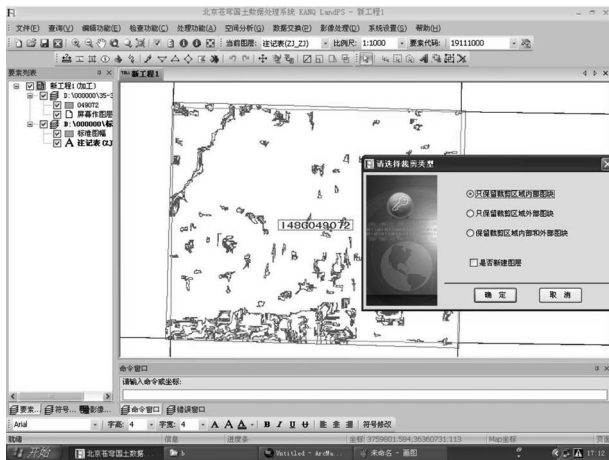 北京苍穹国土数据处理系统 KANQ LandPS - 新工程1
文件(F) 查询(V) 编辑功能(E) 检查功能(C) 处理功能(A) 空间分析(G) 数据交换(P) 影像处理(D) 系统设置(S) 帮助(H)
当前图层: 注记表(ZJ_ZJ) 比例尺: 1:1000 要素代码: 19111000
要素列表
新工程1
新工程1(加工)
D:\000000\35-3
049072
屏幕作图层
D:\000000\标
标准图幅
A 注记表(ZJ
I48G049072
请选择裁剪类型
只保留裁剪区域内部图块
只保留裁剪区域外部图块
保留裁剪区域内部和外部图块
是否新建图层
确 定 取 消
命令窗口
请输入命令或坐标:
要素... 符号... 影像... 命令窗口 错误窗口
Arial 字高: 4 字宽: 4 A A A B I U 符号修改
就绪 信息 进度条 坐标 3759801.584,36360731.113 Map坐标 页面
开始 北京苍穹国土数据 b Untitled - ArcMa... 未命名 - 画图 17:12